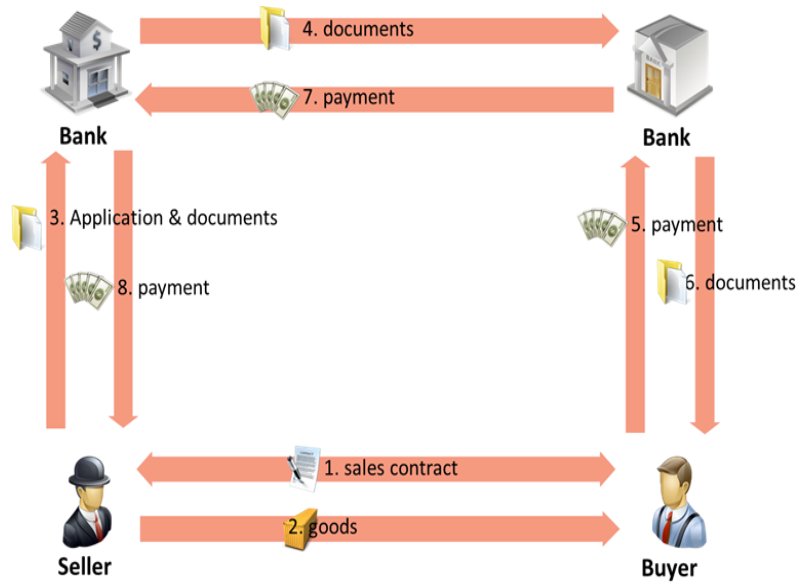 4. documents
BANK
7. payment
Bank
Bank
3. Application & documents
5. payment
8. payment
6. documents
1. sales contract
2. goods
Seller
Buyer